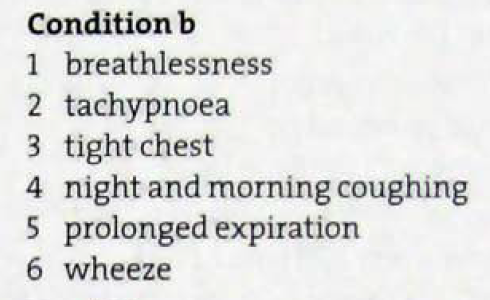 Condition b
1 breathlessness
2 tachypnoea
3 tight chest
4 night and morning coughing
5 prolonged expiration
6 wheeze